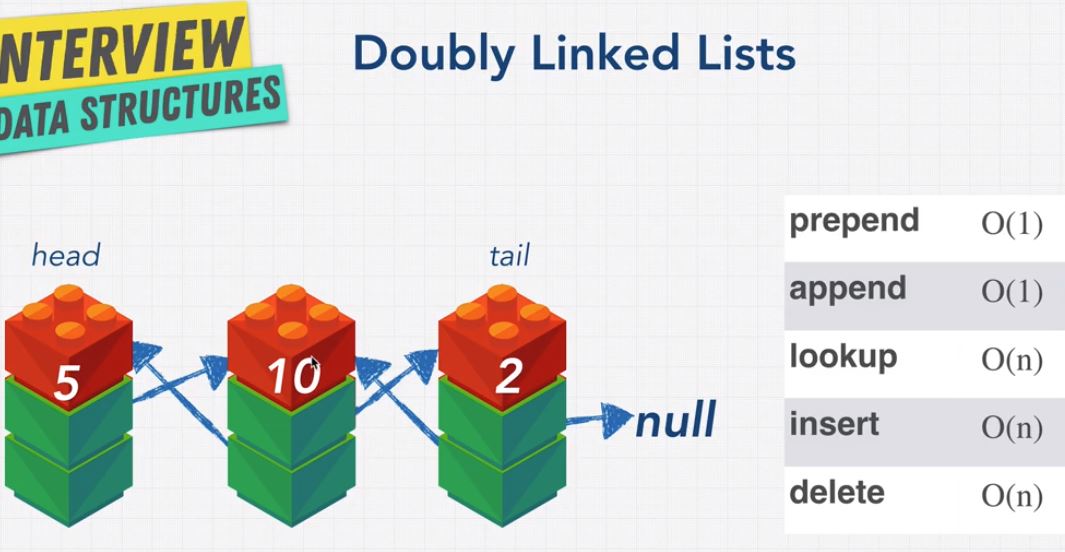 NTERVIEW
DATA STRUCTURES
Doubly Linked Lists
head
tail
5
10
2
null
prepend O(1)
append O(1)
lookup O(n)
insert O(n)
delete O(n)